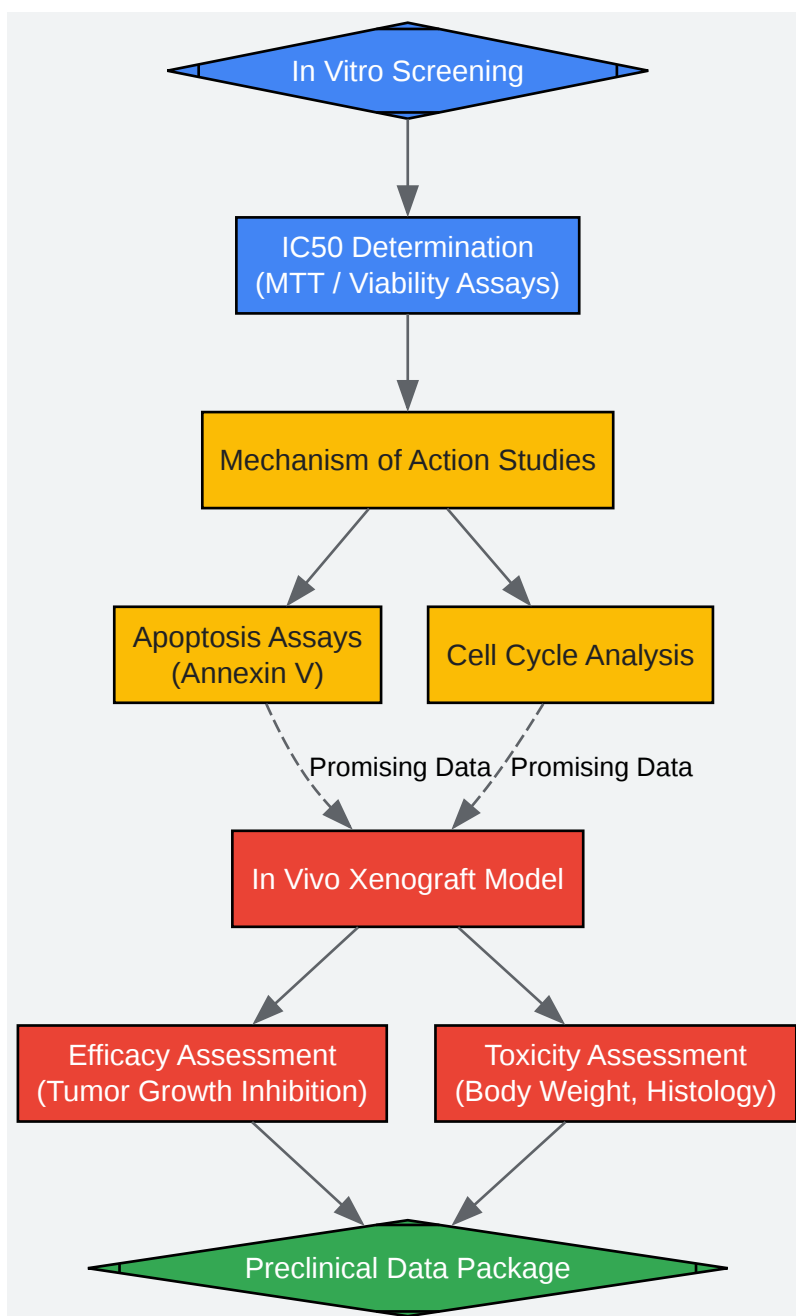 In Vitro Screening
IC50 Determination
(MTT / Viability Assays)
Mechanism of Action Studies
Apoptosis Assays
(Annexin V)
Cell Cycle Analysis
Promising Data
Promising Data
In Vivo Xenograft Model
Efficacy Assessment
(Tumor Growth Inhibition)
Toxicity Assessment
(Body Weight, Histology)
Preclinical Data Package